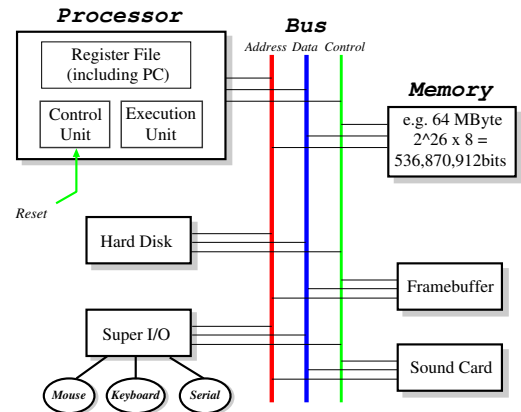 Processor
Register File
(including PC)
Control
Unit
Execution
Unit
Reset
Bus
Address Data Control
Memory
e.g. 64 MByte
2^26 x 8 =
536,870,912bits
Hard Disk
Framebuffer
Super I/O
Sound Card
Mouse
Keyboard
Serial